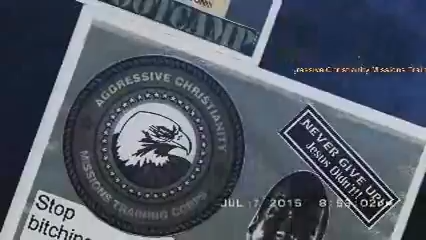 BOOTCAMP
ressive Christianity Missions Train
AGGRESSIVE CHRISTIANITY
MISSIONS TRAINING CORPS
NEVER GIVE UP!
Jesus Didn't!
Stop
bitching
JUL 17 2015